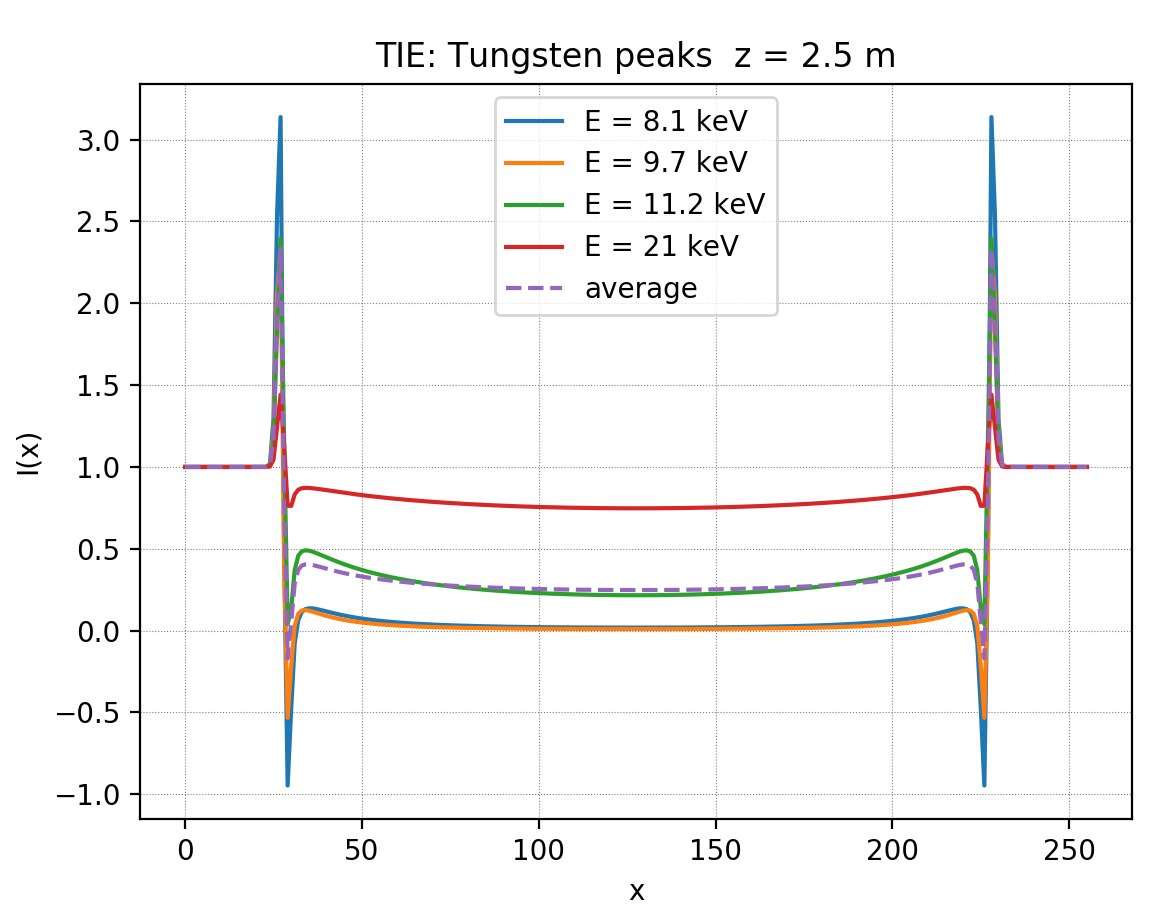 TIE: Tungsten peaks  z = 2.5 m
E = 8.1 keV
E = 9.7 keV
E = 11.2 keV
E = 21 keV
average
3.0
2.5
2.0
1.5
1.0
0.5
0.0
−0.5
−1.0
I(x)
0 50 100 150 200 250
x